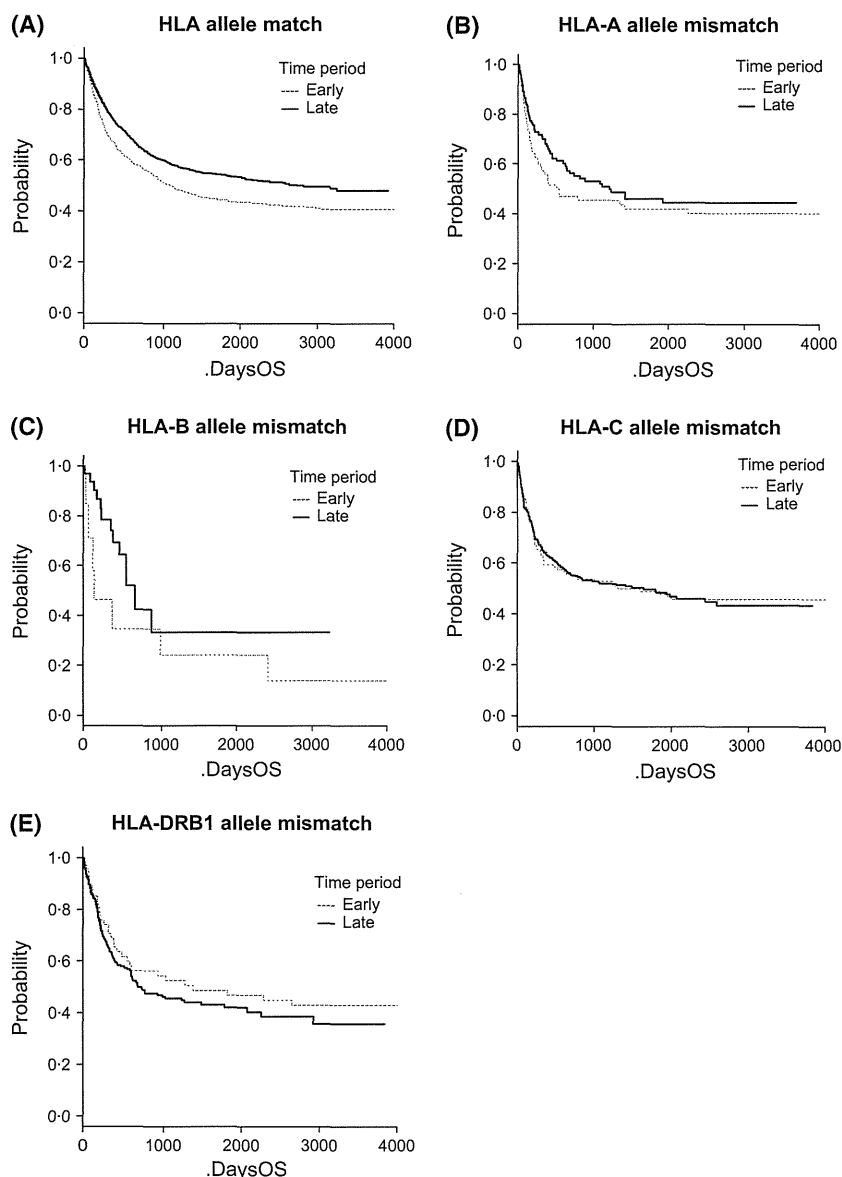 (A)
HLA allele match
Time period
Early
Late
Probability
1·0
0·8
0·6
0·4
0·2
0·0
0 1000 2000 3000 4000
.DaysOS
(B)
HLA-A allele mismatch
Time period
Early
Late
Probability
1·0
0·8
0·6
0·4
0·2
0·0
0 1000 2000 3000 4000
.DaysOS
(C)
HLA-B allele mismatch
Time period
Early
Late
Probability
1·0
0·8
0·6
0·4
0·2
0·0
0 1000 2000 3000 4000
.DaysOS
(D)
HLA-C allele mismatch
Time period
Early
Late
Probability
1·0
0·8
0·6
0·4
0·2
0·0
0 1000 2000 3000 4000
.DaysOS
(E)
HLA-DRB1 allele mismatch
Time period
Early
Late
Probability
1·0
0·8
0·6
0·4
0·2
0·0
0 1000 2000 3000 4000
.DaysOS